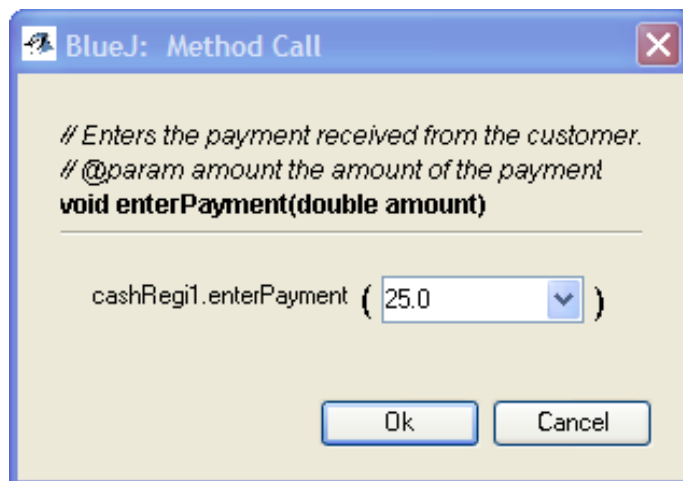 BlueJ: Method Call
// Enters the payment received from the customer.
// @param amount the amount of the payment
void enterPayment(double amount)
cashRegi1.enterPayment ( 25.0 )
Ok Cancel